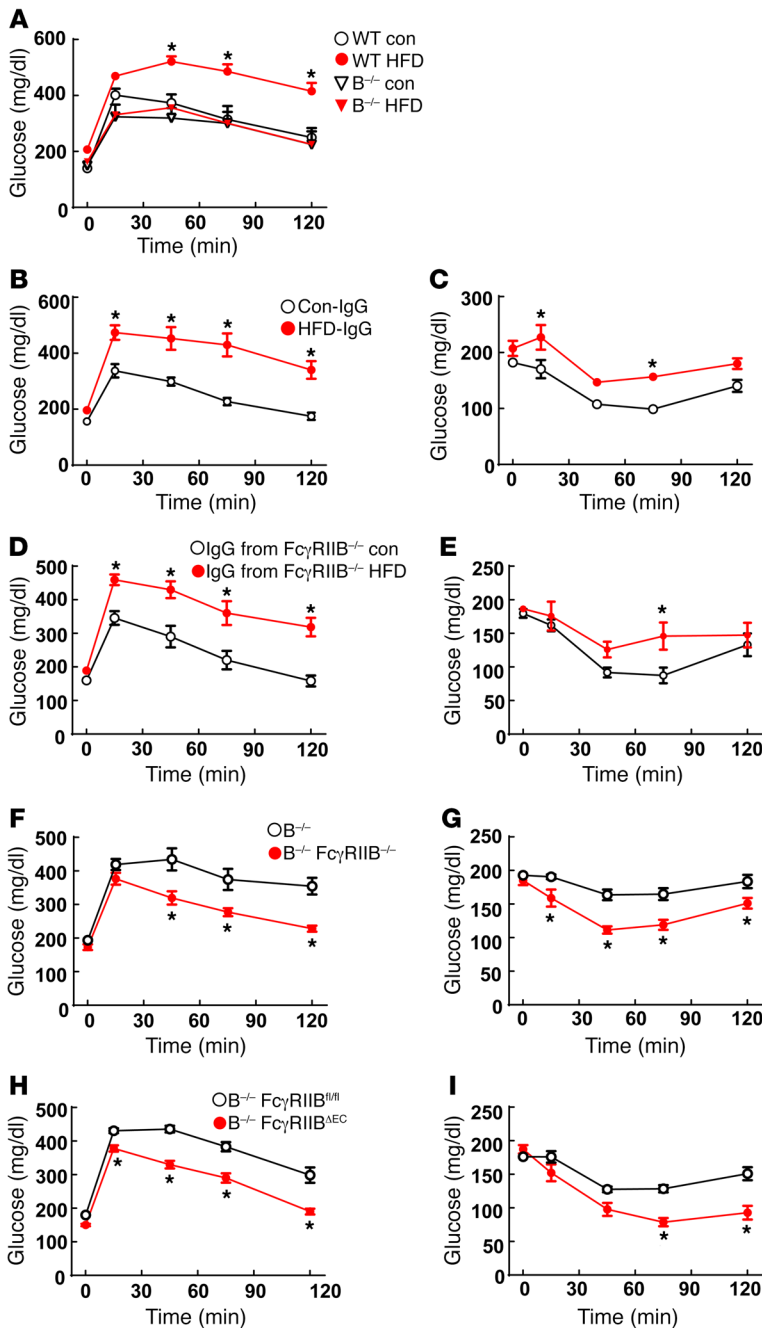 A
Glucose (mg/dl)
600
400
200
0
0 30 60 90 120
Time (min)
* * *
WT con
WT HFD
B⁻/⁻ con
B⁻/⁻ HFD
B
Glucose (mg/dl)
600
400
200
0
0 30 60 90 120
Time (min)
* * * *
Con-IgG
HFD-IgG
C
Glucose (mg/dl)
300
200
100
0
0 30 60 90 120
Time (min)
* *
D
Glucose (mg/dl)
500
400
300
200
100
0
0 30 60 90 120
Time (min)
* * * *
IgG from FcγRIIB⁻/⁻ con
IgG from FcγRIIB⁻/⁻ HFD
E
Glucose (mg/dl)
250
200
150
100
50
0
0 30 60 90 120
Time (min)
*
F
Glucose (mg/dl)
500
400
300
200
100
0
0 30 60 90 120
Time (min)
* * *
B⁻/⁻
B⁻/⁻ FcγRIIB⁻/⁻
G
Glucose (mg/dl)
250
200
150
100
50
0
0 30 60 90 120
Time (min)
* * * *
H
Glucose (mg/dl)
500
400
300
200
100
0
0 30 60 90 120
Time (min)
* * * *
B⁻/⁻ FcγRIIBfl/fl
B⁻/⁻ FcγRIIBΔEC
I
Glucose (mg/dl)
250
200
150
100
50
0
0 30 60 90 120
Time (min)
* *